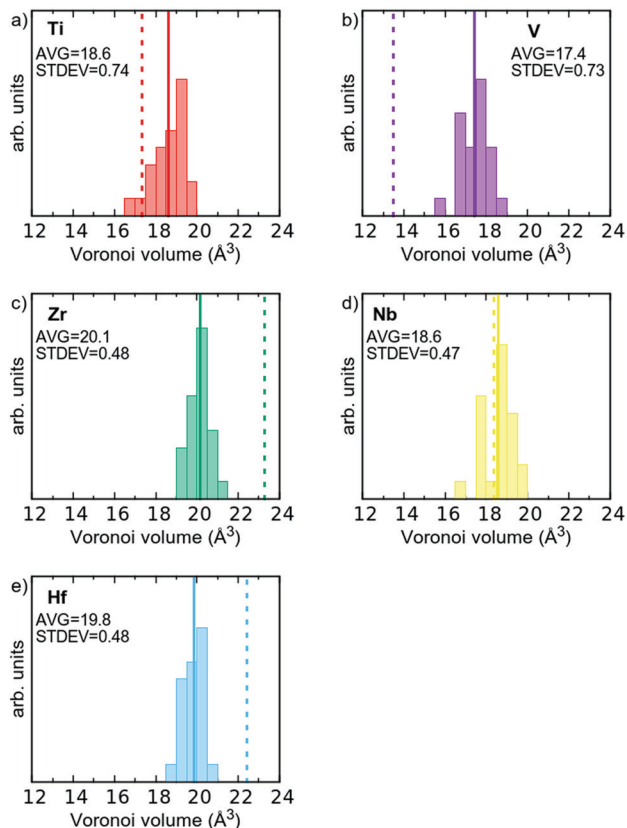 a)
Ti
AVG=18.6
STDEV=0.74
arb. units
12 14 16 18 20 22 24
Voronoi volume (Å3)
b)
V
AVG=17.4
STDEV=0.73
arb. units
12 14 16 18 20 22 24
Voronoi volume (Å3)
c)
Zr
AVG=20.1
STDEV=0.48
arb. units
12 14 16 18 20 22 24
Voronoi volume (Å3)
d)
Nb
AVG=18.6
STDEV=0.47
arb. units
12 14 16 18 20 22 24
Voronoi volume (Å3)
e)
Hf
AVG=19.8
STDEV=0.48
arb. units
12 14 16 18 20 22 24
Voronoi volume (Å3)